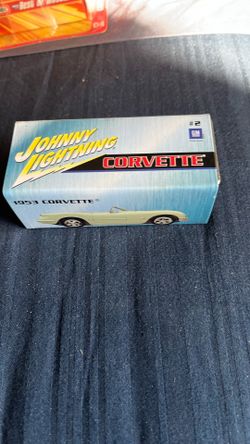 JOHNNY
LIGHTNING
#2
GM
CORVETTE
1953 CORVETTE